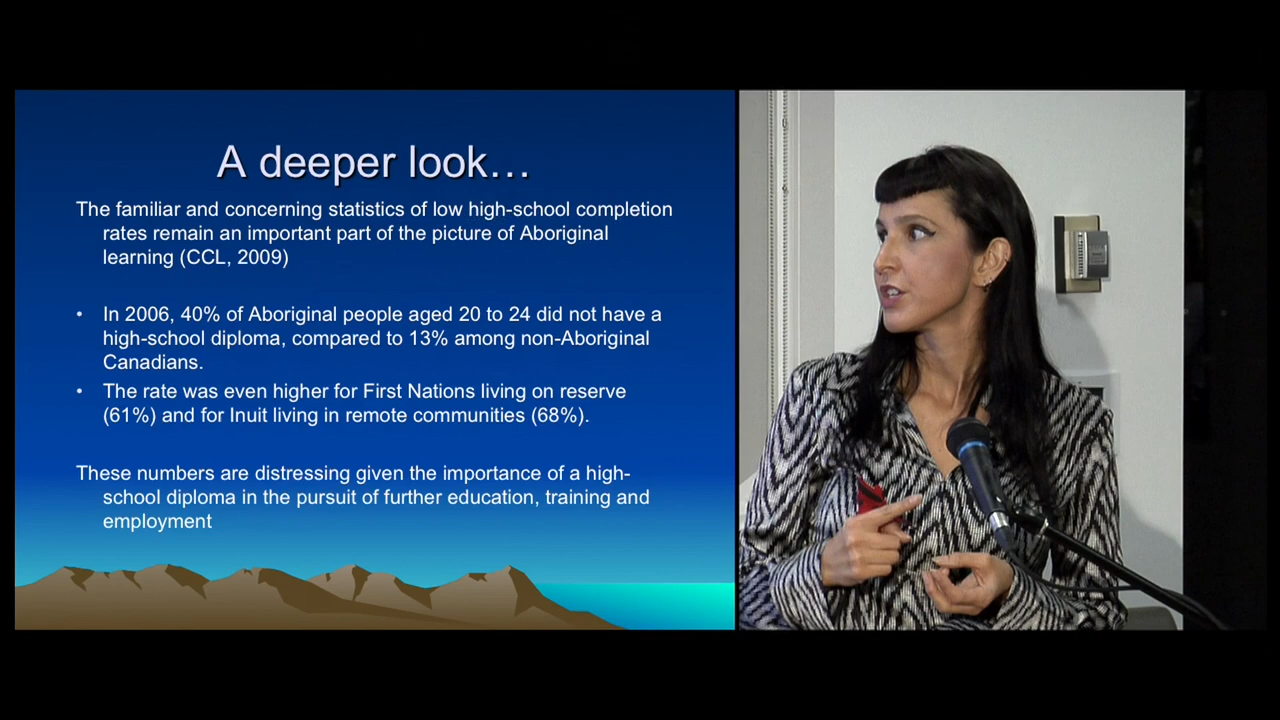 A deeper look…
The familiar and concerning statistics of low high-school completion
rates remain an important part of the picture of Aboriginal
learning (CCL, 2009)
• In 2006, 40% of Aboriginal people aged 20 to 24 did not have a
high-school diploma, compared to 13% among non-Aboriginal
Canadians.
• The rate was even higher for First Nations living on reserve
(61%) and for Inuit living in remote communities (68%).
These numbers are distressing given the importance of a high-
school diploma in the pursuit of further education, training and
employment